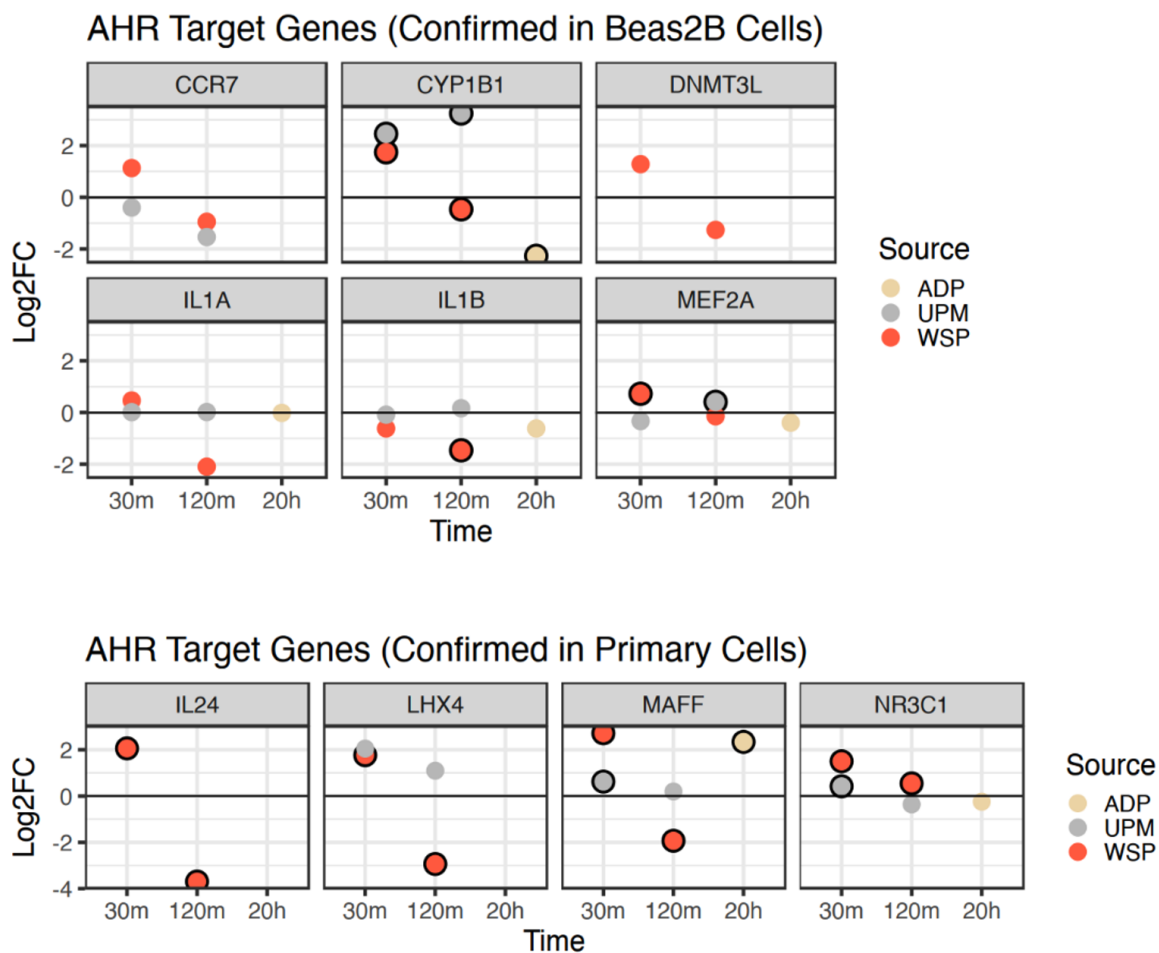 AHR Target Genes (Confirmed in Beas2B Cells)
CCR7 CYP1B1 DNMT3L
2
0
-2
IL1A IL1B MEF2A
2
0
-2
Log2FC
30m 120m 20h 30m 120m 20h 30m 120m 20h
Time
Source
ADP
UPM
WSP
AHR Target Genes (Confirmed in Primary Cells)
IL24 LHX4 MAFF NR3C1
2
0
-2
-4
Log2FC
30m 120m 20h 30m 120m 20h 30m 120m 20h 30m 120m 20h
Time
Source
ADP
UPM
WSP